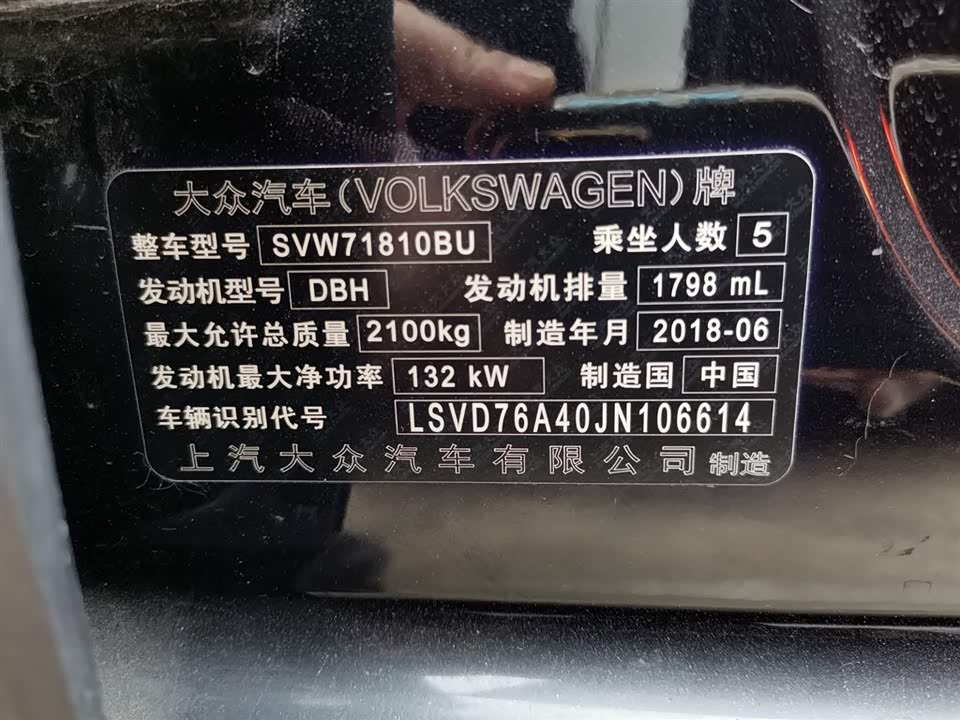 大众汽车(VOLKSWAGEN)牌
整车型号 SVW71810BU 乘坐人数 5
发动机型号 DBH 发动机排量 1798 mL
最大允许总质量 2100kg 制造年月 2018-06
发动机最大净功率 132 kW 制造国 中国
车辆识别代号 LSVD76A40JN106614
上汽大众汽车有限公司 制造